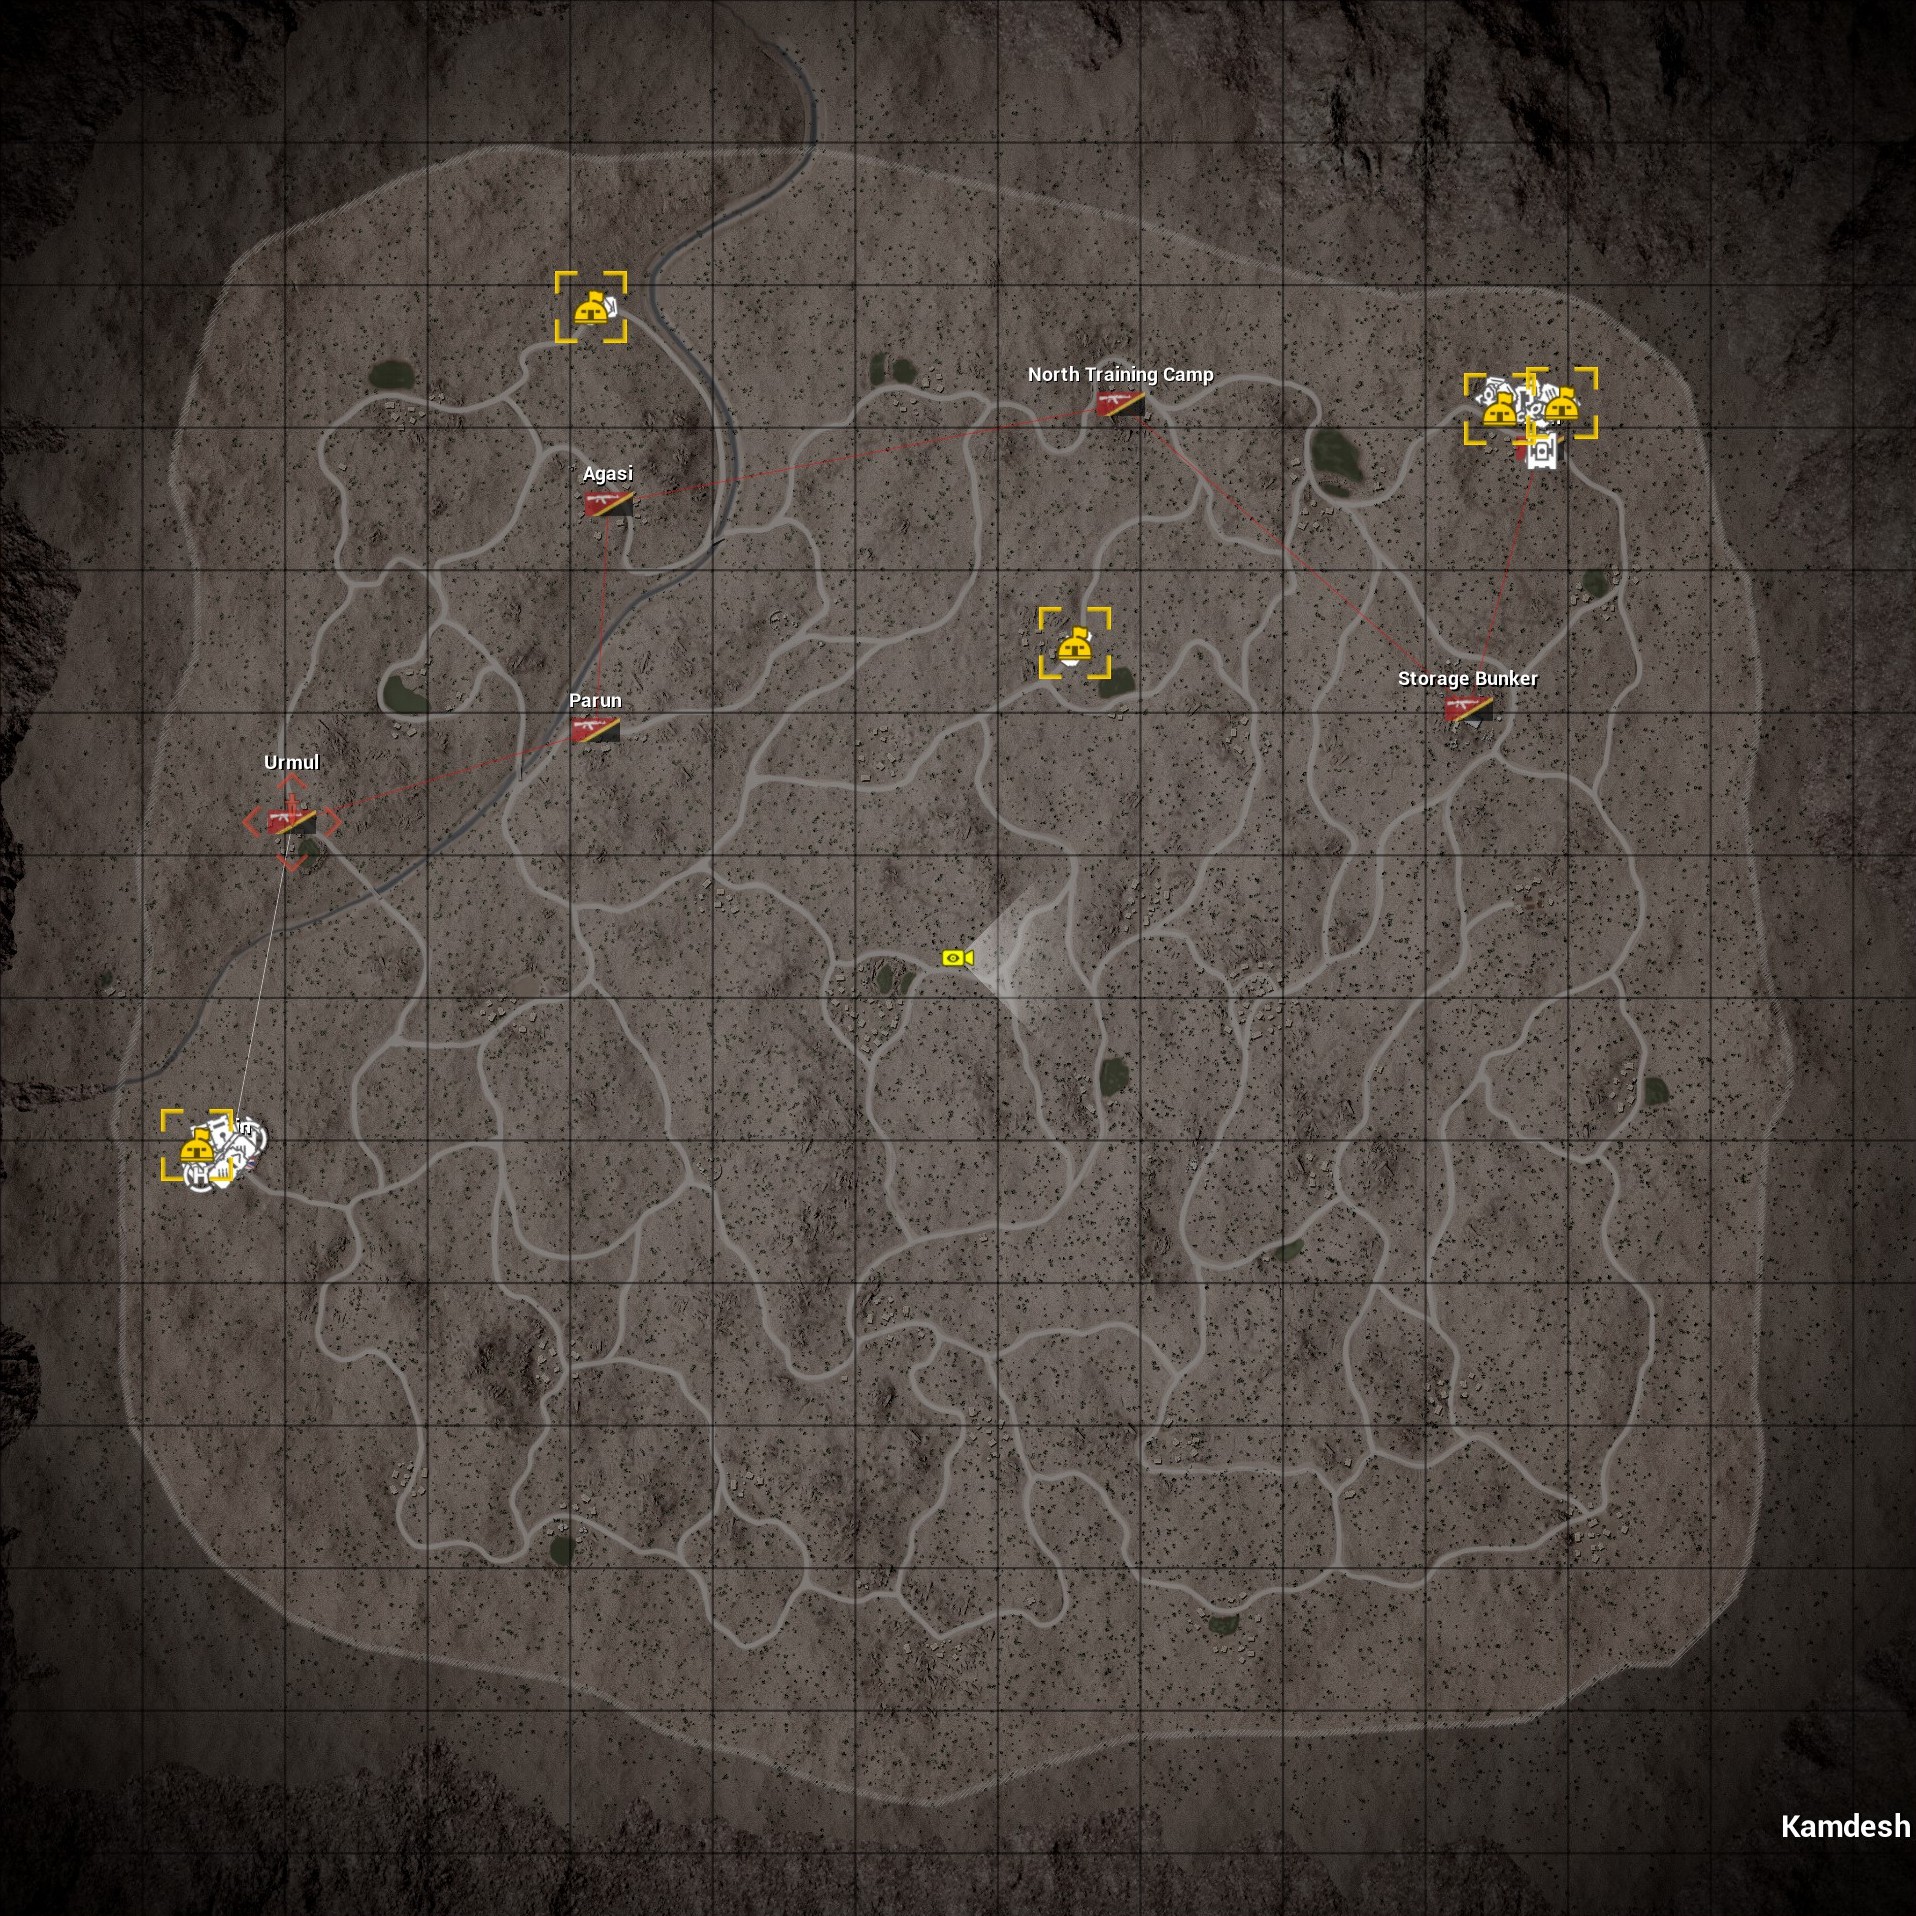 North Training Camp
Agasi
Storage Bunker
Parun
Urmul
Kamdesh